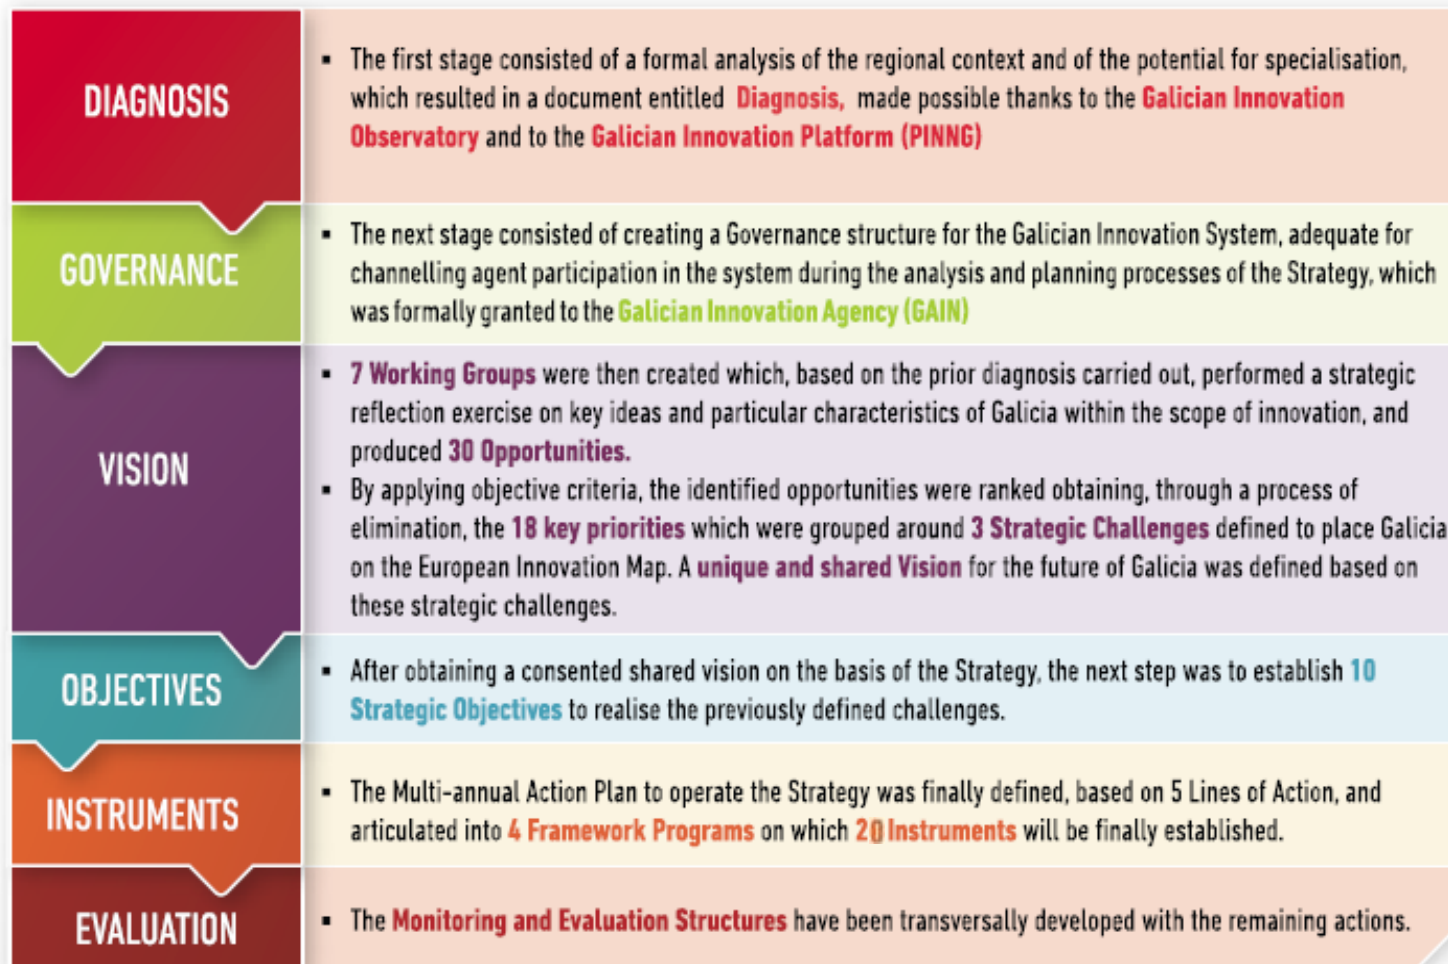 DIAGNOSIS
▪ The first stage consisted of a formal analysis of the regional context and of the potential for specialisation,
which resulted in a document entitled Diagnosis, made possible thanks to the Galician Innovation
Observatory and to the Galician Innovation Platform (PINNG)
GOVERNANCE
▪ The next stage consisted of creating a Governance structure for the Galician Innovation System, adequate for
channelling agent participation in the system during the analysis and planning processes of the Strategy, which
was formally granted to the Galician Innovation Agency (GAIN)
VISION
▪ 7 Working Groups were then created which, based on the prior diagnosis carried out, performed a strategic
reflection exercise on key ideas and particular characteristics of Galicia within the scope of innovation, and
produced 30 Opportunities.
▪ By applying objective criteria, the identified opportunities were ranked obtaining, through a process of
elimination, the 18 key priorities which were grouped around 3 Strategic Challenges defined to place Galicia
on the European Innovation Map. A unique and shared Vision for the future of Galicia was defined based on
these strategic challenges.
OBJECTIVES
▪ After obtaining a consented shared vision on the basis of the Strategy, the next step was to establish 10
Strategic Objectives to realise the previously defined challenges.
INSTRUMENTS
▪ The Multi-annual Action Plan to operate the Strategy was finally defined, based on 5 Lines of Action, and
articulated into 4 Framework Programs on which 20 Instruments will be finally established.
EVALUATION
▪ The Monitoring and Evaluation Structures have been transversally developed with the remaining actions.